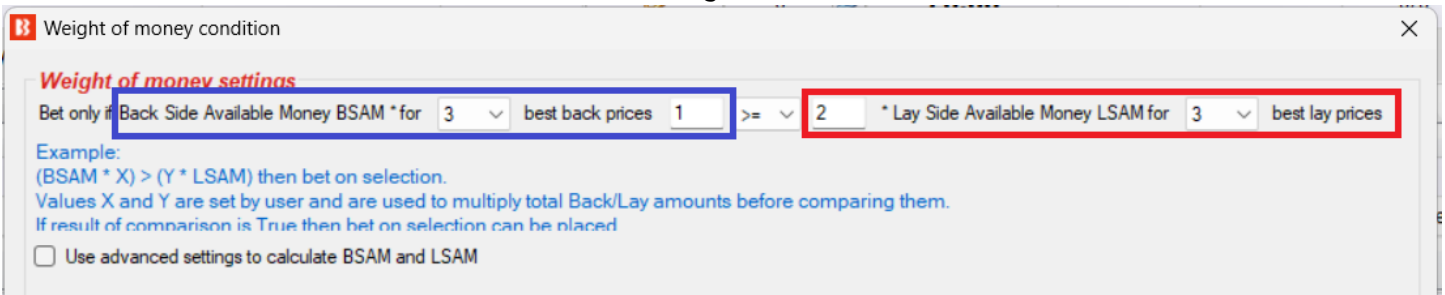 Weight of money condition
Weight of money settings
Bet only if Back Side Available Money BSAM * for 3 best back prices 1 >= 2 * Lay Side Available Money LSAM for 3 best lay prices
Example:
(BSAM * X) > (Y * LSAM) then bet on selection.
Values X and Y are set by user and are used to multiply total Back/Lay amounts before comparing them.
If result of comparison is True then bet on selection can be placed
Use advanced settings to calculate BSAM and LSAM